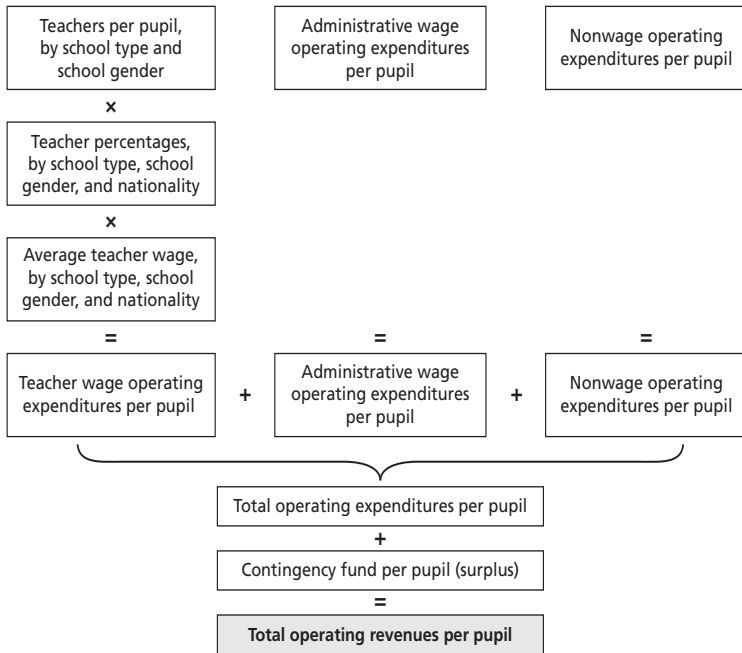 Teachers per pupil,
by school type and
school gender
Administrative wage
operating expenditures
per pupil
Nonwage operating
expenditures per pupil
×
Teacher percentages,
by school type, school
gender, and nationality
×
Average teacher wage,
by school type, school
gender, and nationality
=
=
=
Teacher wage operating
expenditures per pupil
+
Administrative wage
operating expenditures
per pupil
+
Nonwage operating
expenditures per pupil
Total operating expenditures per pupil
+
Contingency fund per pupil (surplus)
=
Total operating revenues per pupil